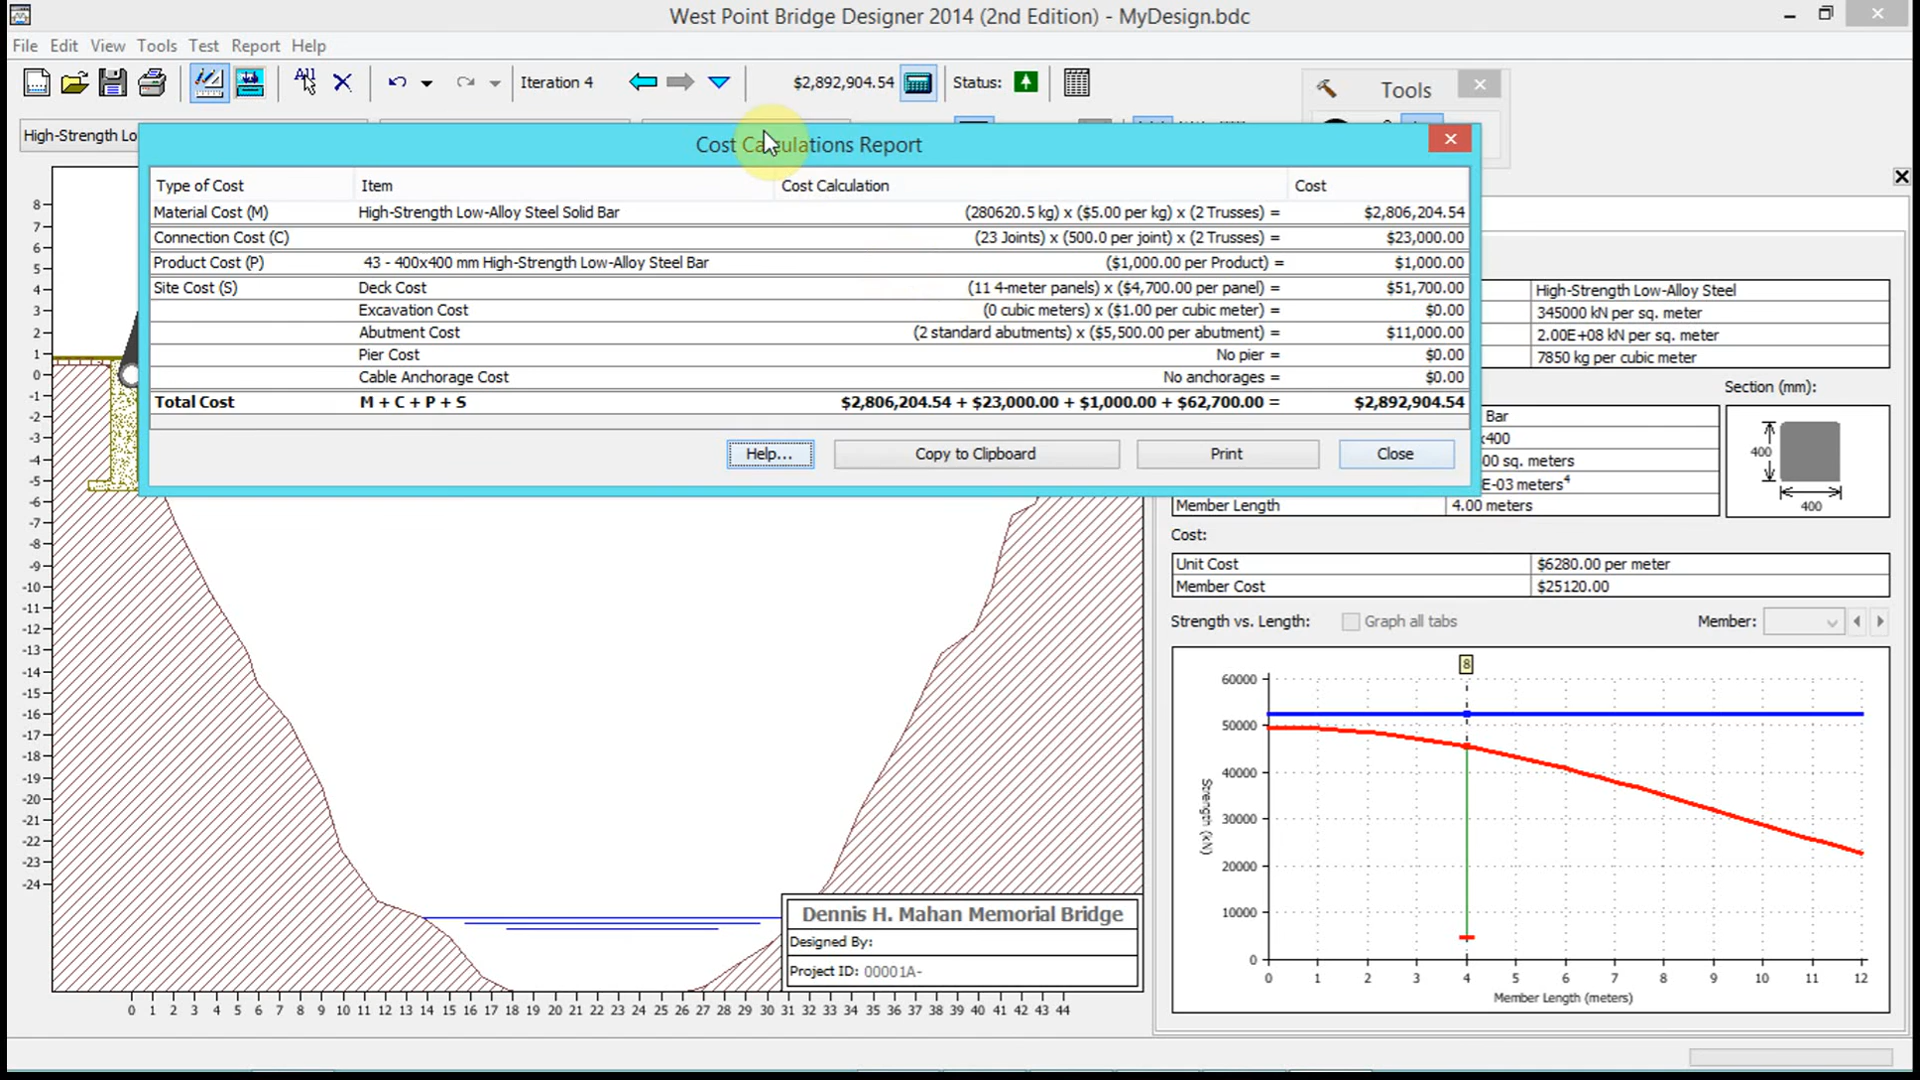 West Point Bridge Designer 2014 (2nd Edition) - MyDesign.bdc
File Edit View Tools Test Report Help
Iteration 4 $2,892,904.54 Status:
Tools
High-Strength Lo
Cost Calculations Report
Type of Cost Item Cost Calculation Cost
Material Cost (M) High-Strength Low-Alloy Steel Solid Bar (280620.5 kg) x ($5.00 per kg) x (2 Trusses) = $2,806,204.54
Connection Cost (C) (23 Joints) x (500.0 per joint) x (2 Trusses) = $23,000.00
Product Cost (P) 43 - 400x400 mm High-Strength Low-Alloy Steel Bar ($1,000.00 per Product) = $1,000.00
Site Cost (S) Deck Cost (11 4-meter panels) x ($4,700.00 per panel) = $51,700.00
Excavation Cost (0 cubic meters) x ($1.00 per cubic meter) = $0.00
Abutment Cost (2 standard abutments) x ($5,500.00 per abutment) = $11,000.00
Pier Cost No pier = $0.00
Cable Anchorage Cost No anchorages = $0.00
Total Cost M + C + P + S $2,806,204.54 + $23,000.00 + $1,000.00 + $62,700.00 = $2,892,904.54
Help... Copy to Clipboard Print Close
High-Strength Low-Alloy Steel
345000 kN per sq. meter
2.00E+08 kN per sq. meter
7850 kg per cubic meter
Section (mm):
Bar
x400
00 sq. meters
E-03 meters4
Member Length 4.00 meters
400
400
Cost:
Unit Cost $6280.00 per meter
Member Cost $25120.00
Strength vs. Length: Graph all tabs Member:
8
60000
50000
40000
30000
20000
10000
0
Strength (kN)
0 1 2 3 4 5 6 7 8 9 10 11 12
Member Length (meters)
8
7
6
5
4
3
2
1
0
-1
-2
-3
-4
-5
-6
-7
-8
-9
-10
-11
-12
-13
-14
-15
-16
-17
-18
-19
-20
-21
-22
-23
-24
0 1 2 3 4 5 6 7 8 9 10 11 12 13 14 15 16 17 18 19 20 21 22 23 24 25 26 27 28 29 30 31 32 33 34 35 36 37 38 39 40 41 42 43 44
Dennis H. Mahan Memorial Bridge
Designed By:
Project ID: 00001A-